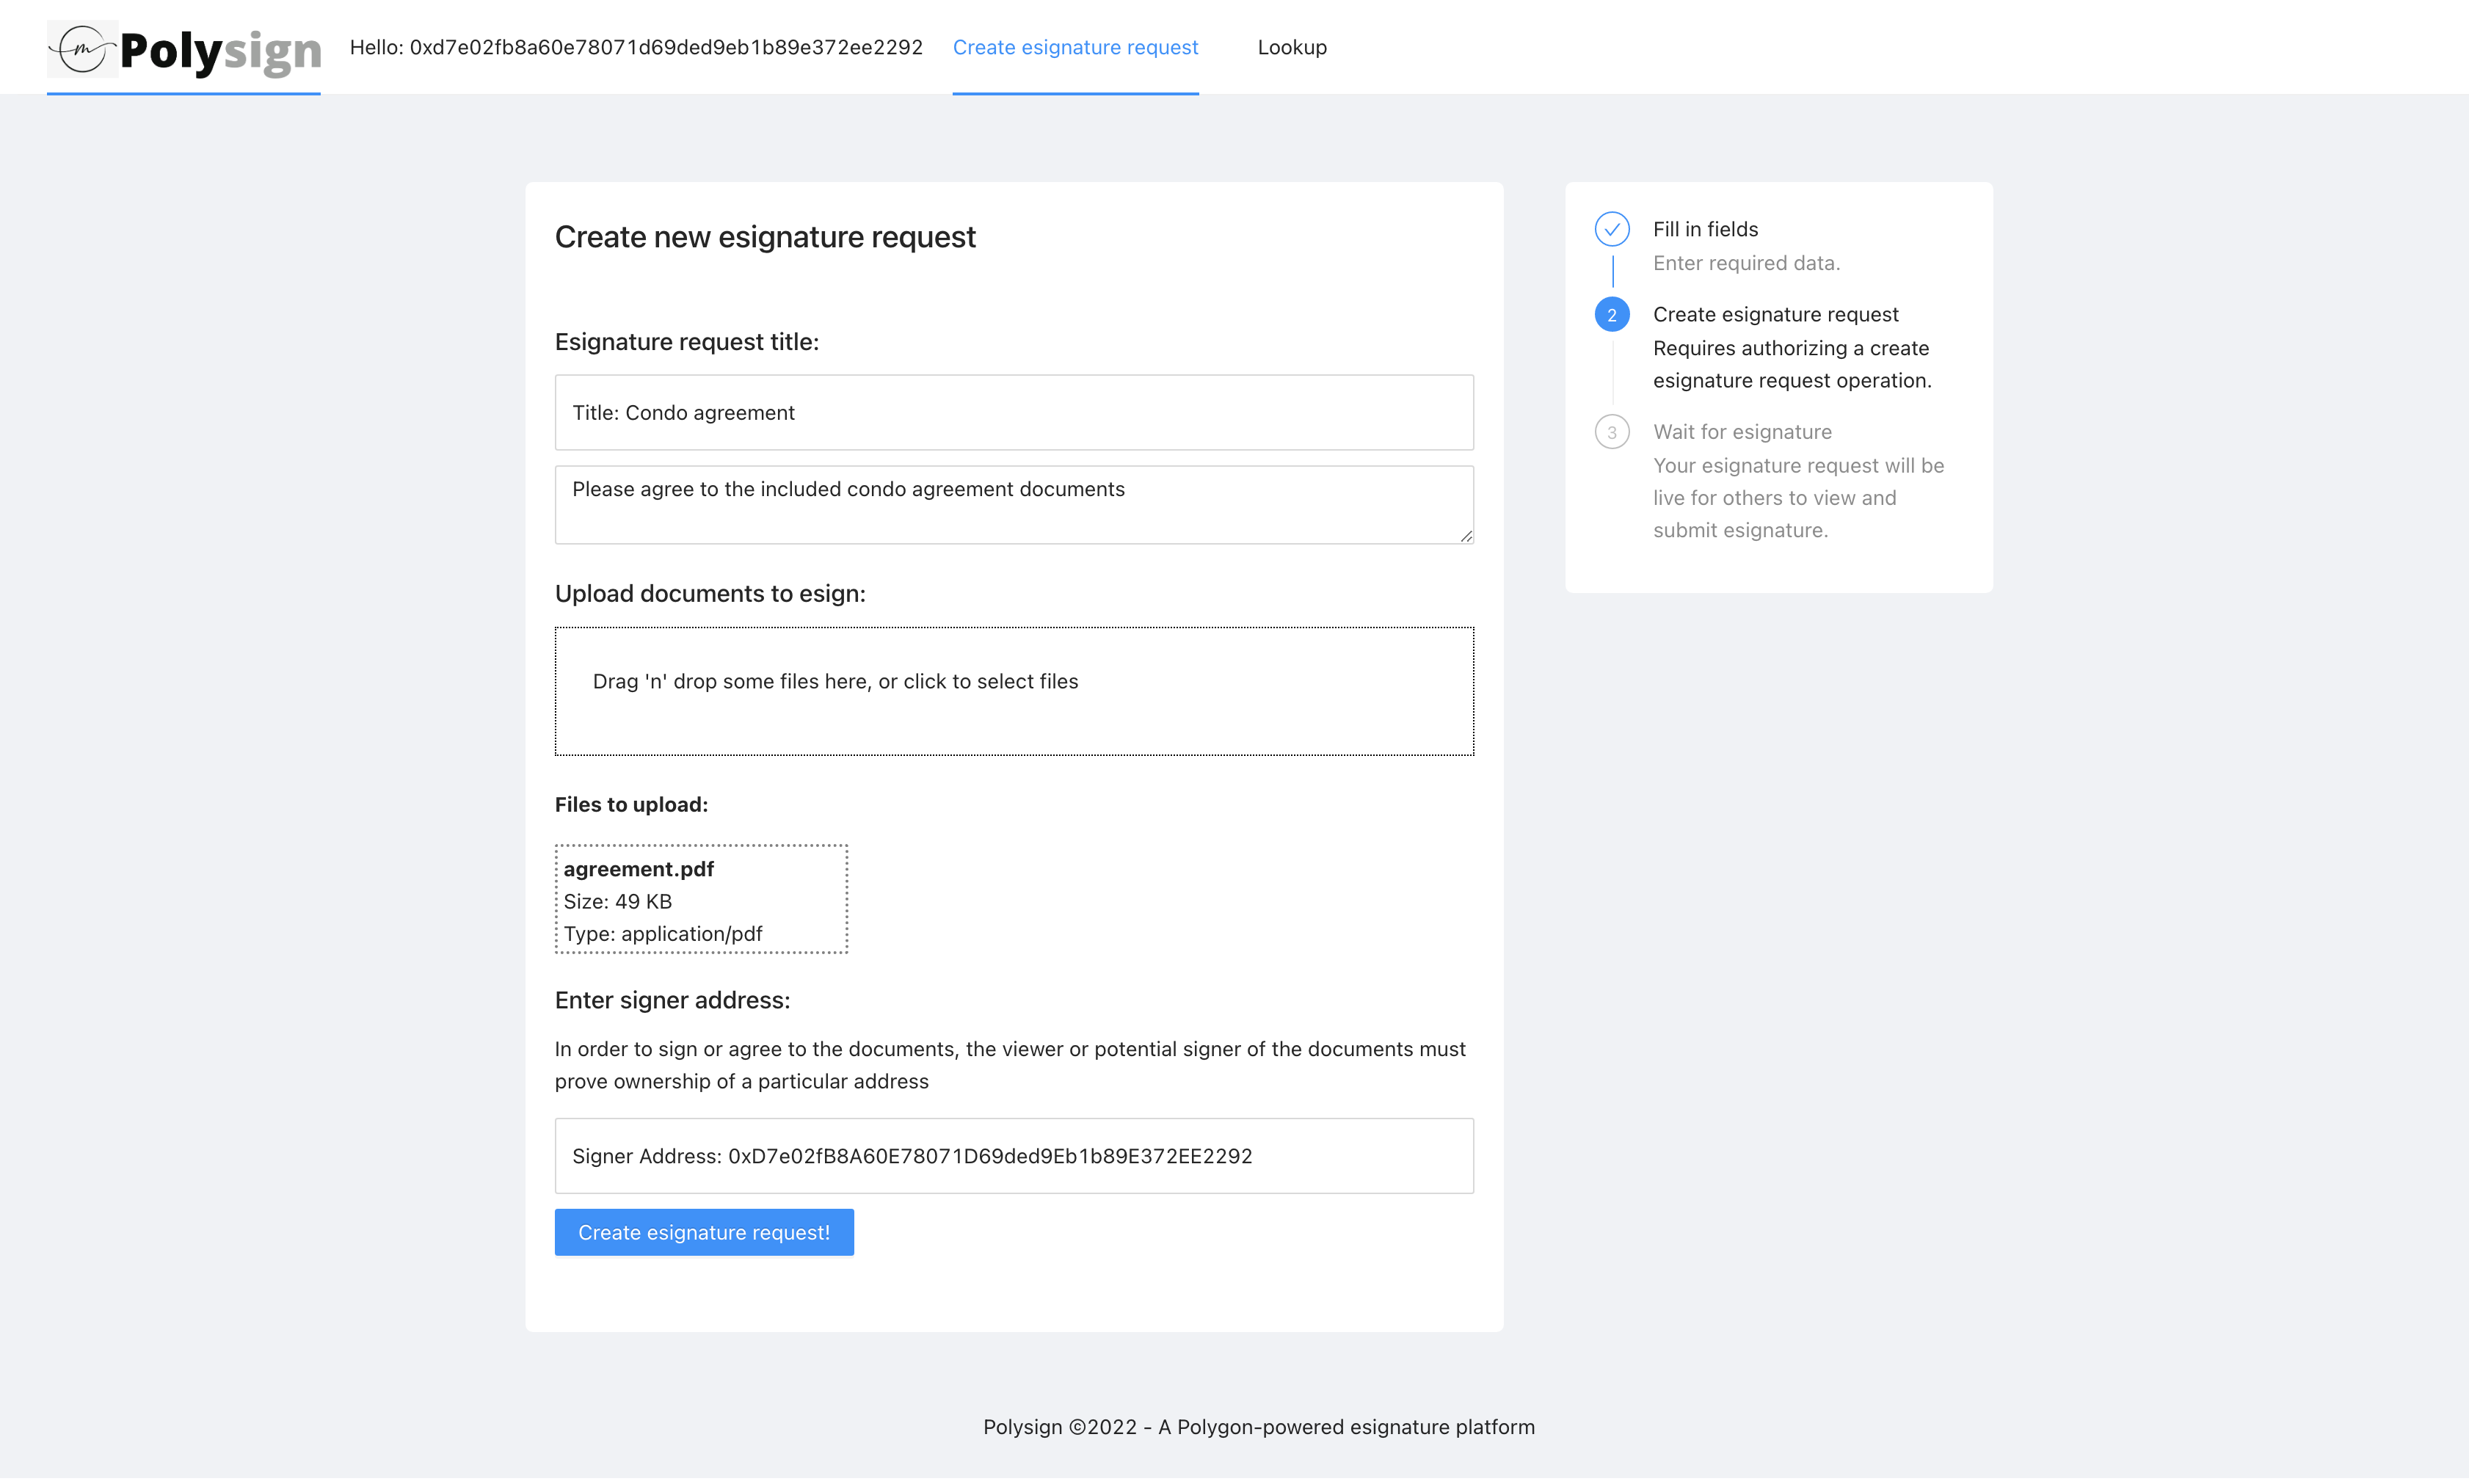 m Polysign Hello: 0xd7e02fb8a60e78071d69ded9eb1b89e372ee2292 Create esignature request Lookup
Create new esignature request
Esignature request title:
Title: Condo agreement
Please agree to the included condo agreement documents
Upload documents to esign:
Drag 'n' drop some files here, or click to select files
Files to upload:
agreement.pdf
Size: 49 KB
Type: application/pdf
Enter signer address:
In order to sign or agree to the documents, the viewer or potential signer of the documents must
prove ownership of a particular address
Signer Address: 0xD7e02fB8A60E78071D69ded9Eb1b89E372EE2292
Create esignature request!
Fill in fields
Enter required data.
2 Create esignature request
Requires authorizing a create
esignature request operation.
3 Wait for esignature
Your esignature request will be
live for others to view and
submit esignature.
Polysign ©2022 - A Polygon-powered esignature platform